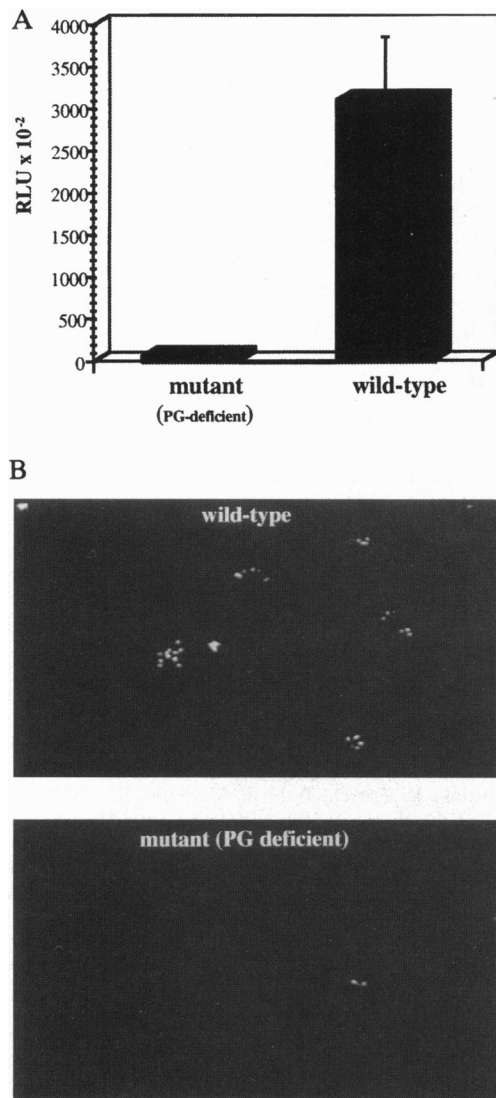 A
4000
3500
3000
2500
2000
1500
1000
500
0
RLU x 10-2
mutant
(PG-deficient)
wild-type
B
wild-type
mutant (PG deficient)